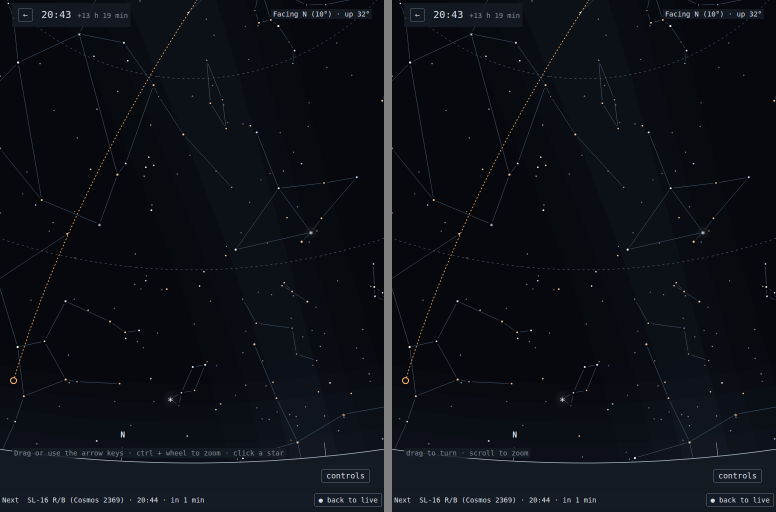 ← 20:43 +13 h 19 min
Facing N (10°) · up 32°
N
Drag or use the arrow keys · ctrl + wheel to zoom · click a star
controls
Next SL-16 R/B (Cosmos 2369) · 20:44 · in 1 min
● back to live
← 20:43 +13 h 19 min
Facing N (10°) · up 32°
N
drag to turn · scroll to zoom
controls
Next SL-16 R/B (Cosmos 2369) · 20:44 · in 1 min
● back to live